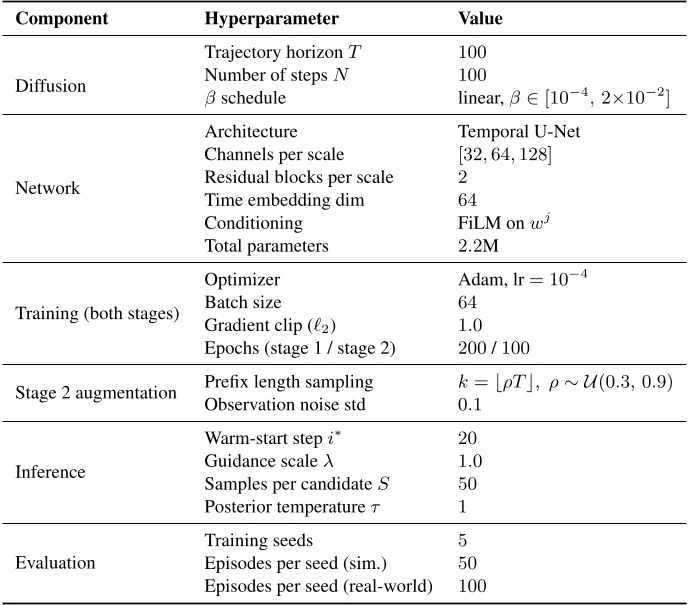 Component Hyperparameter Value
Diffusion
Trajectory horizon T 100
Number of steps N 100
β schedule linear, β ∈ [10⁻⁴, 2×10⁻²]
Network
Architecture Temporal U-Net
Channels per scale [32, 64, 128]
Residual blocks per scale 2
Time embedding dim 64
Conditioning FiLM on wʲ
Total parameters 2.2M
Training (both stages)
Optimizer Adam, lr = 10⁻⁴
Batch size 64
Gradient clip (ℓ₂) 1.0
Epochs (stage 1 / stage 2) 200 / 100
Stage 2 augmentation
Prefix length sampling k = ⌊ρT⌋, ρ ∼ 𝒰(0.3, 0.9)
Observation noise std 0.1
Inference
Warm-start step i* 20
Guidance scale λ 1.0
Samples per candidate S 50
Posterior temperature τ 1
Evaluation
Training seeds 5
Episodes per seed (sim.) 50
Episodes per seed (real-world) 100